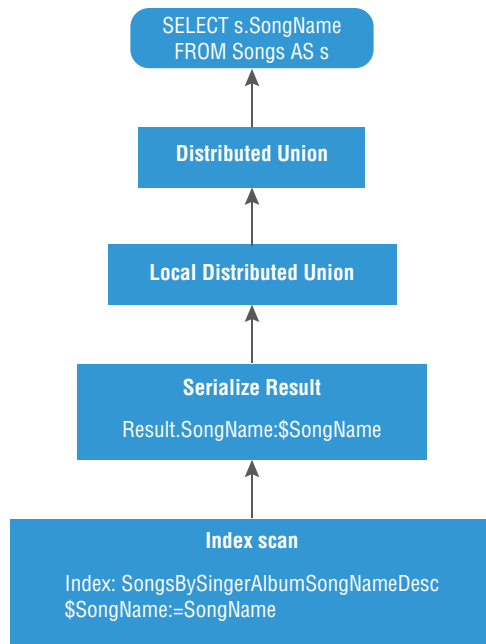 SELECT s.SongName
FROM Songs AS s
Distributed Union
Local Distributed Union
Serialize Result
Result.SongName:$SongName
Index scan
Index: SongsBySingerAlbumSongNameDesc
$SongName:=SongName